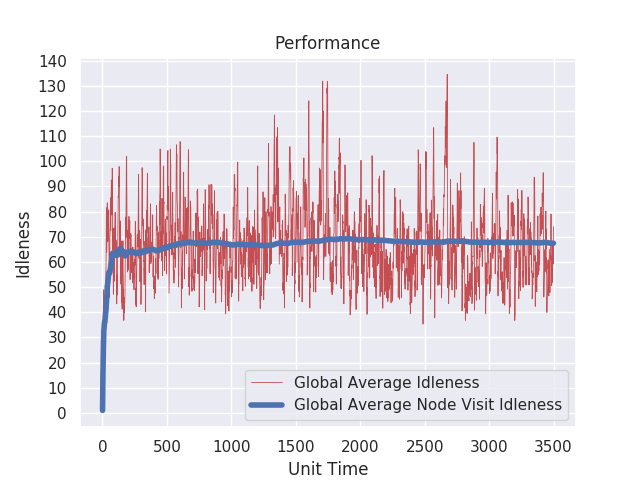 Performance
Idleness
140
130
120
110
100
90
80
70
60
50
40
30
20
10
0
Global Average Idleness
Global Average Node Visit Idleness
0 500 1000 1500 2000 2500 3000 3500
Unit Time